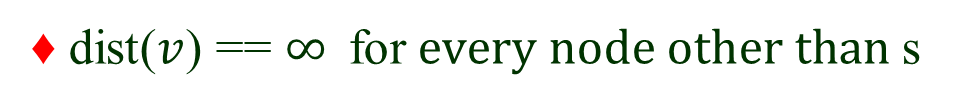 ♦ dist(v) == ∞ for every node other than s